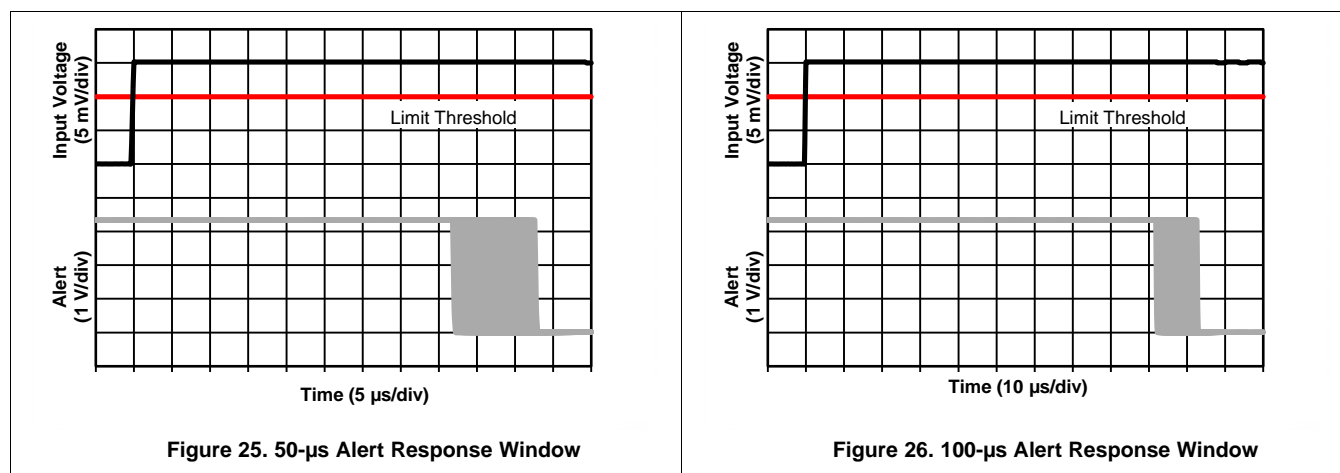 Input Voltage
(5 mV/div)
Limit Threshold
Alert
(1 V/div)
Time (5 µs/div)
Figure 25. 50-µs Alert Response Window
Input Voltage
(5 mV/div)
Limit Threshold
Alert
(1 V/div)
Time (10 µs/div)
Figure 26. 100-µs Alert Response Window